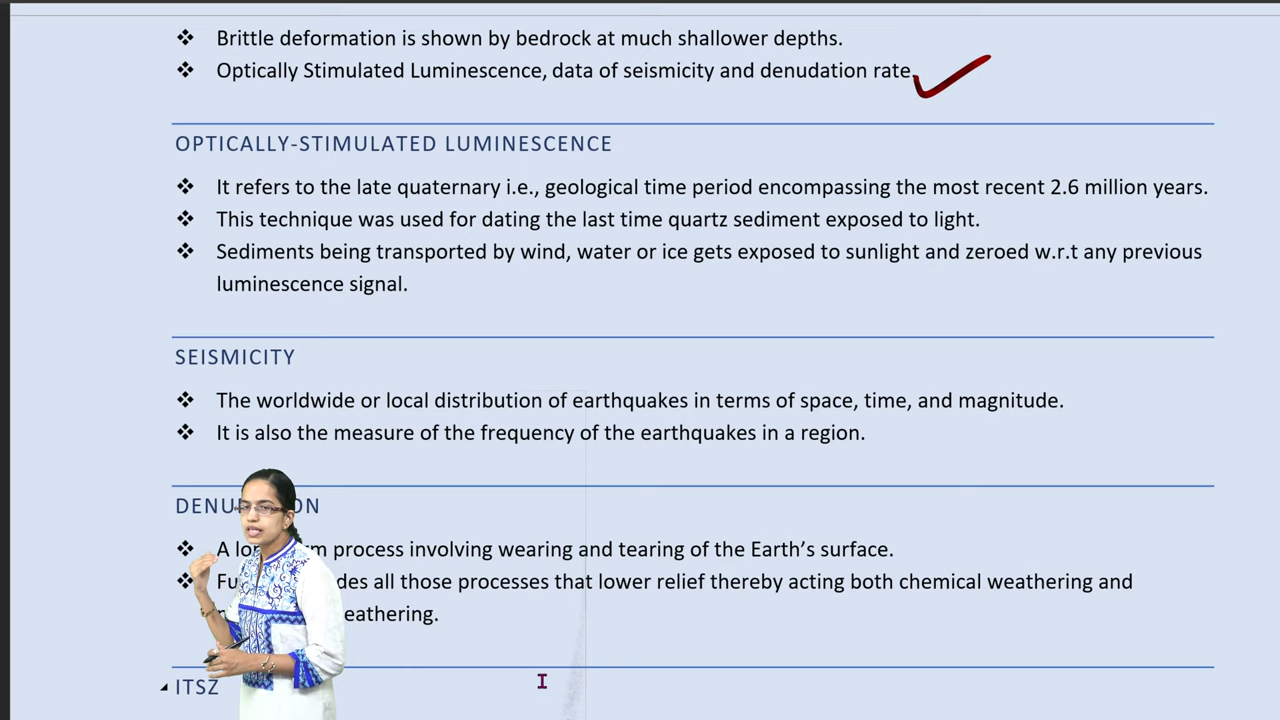 ❖ Brittle deformation is shown by bedrock at much shallower depths.
❖ Optically Stimulated Luminescence, data of seismicity and denudation rate.
OPTICALLY-STIMULATED LUMINESCENCE
❖ It refers to the late quaternary i.e., geological time period encompassing the most recent 2.6 million years.
❖ This technique was used for dating the last time quartz sediment exposed to light.
❖ Sediments being transported by wind, water or ice gets exposed to sunlight and zeroed w.r.t any previous
luminescence signal.
SEISMICITY
❖ The worldwide or local distribution of earthquakes in terms of space, time, and magnitude.
❖ It is also the measure of the frequency of the earthquakes in a region.
❖ A process involving wearing and tearing of the Earth's surface.
❖ all those processes that lower relief thereby acting both chemical weathering and
ITSZ